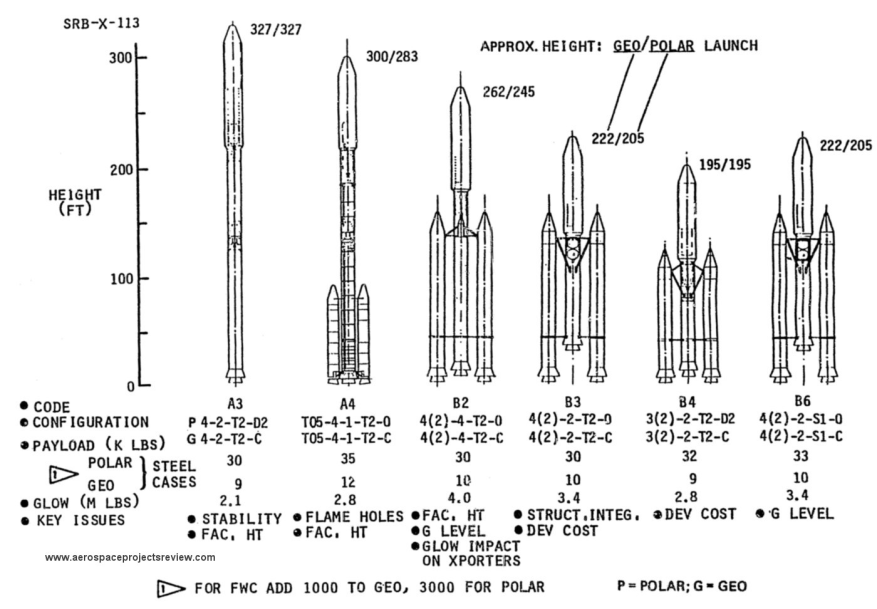 SRB-X-113
327/327
300/283
262/245
APPROX. HEIGHT: GEO/POLAR LAUNCH
222/205
195/195
222/205
HEIGHT
(FT)
300
200
100
0
● CODE A3 A4 B2 B3 B4 B6
● CONFIGURATION P 4-2-T2-D2 TO5-4-1-T2-O 4(2)-4-T2-O 4(2)-2-T2-O 3(2)-2-T2-D2 4(2)-2-S1-O
G 4-2-T2-C TO5-4-1-T2-C 4(2)-4-T2-C 4(2)-2-T2-C 3(2)-2-T2-C 4(2)-2-S1-C
● PAYLOAD (K LBS)
1 POLAR STEEL 30 35 30 30 32 33
GEO CASES 9 12 10 10 9 10
● GLOW (M LBS) 2.1 2.8 4.0 3.4 2.8 3.4
● KEY ISSUES ● STABILITY ● FLAME HOLES ● FAC. HT ● STRUCT.INTEG. ● DEV COST ● G LEVEL
● FAC. HT ● FAC. HT ● G LEVEL ● DEV COST
● GLOW IMPACT
ON XPORTERS
www.aerospaceprojectsreview.com
1 FOR FWC ADD 1000 TO GEO, 3000 FOR POLAR P=POLAR; G=GEO